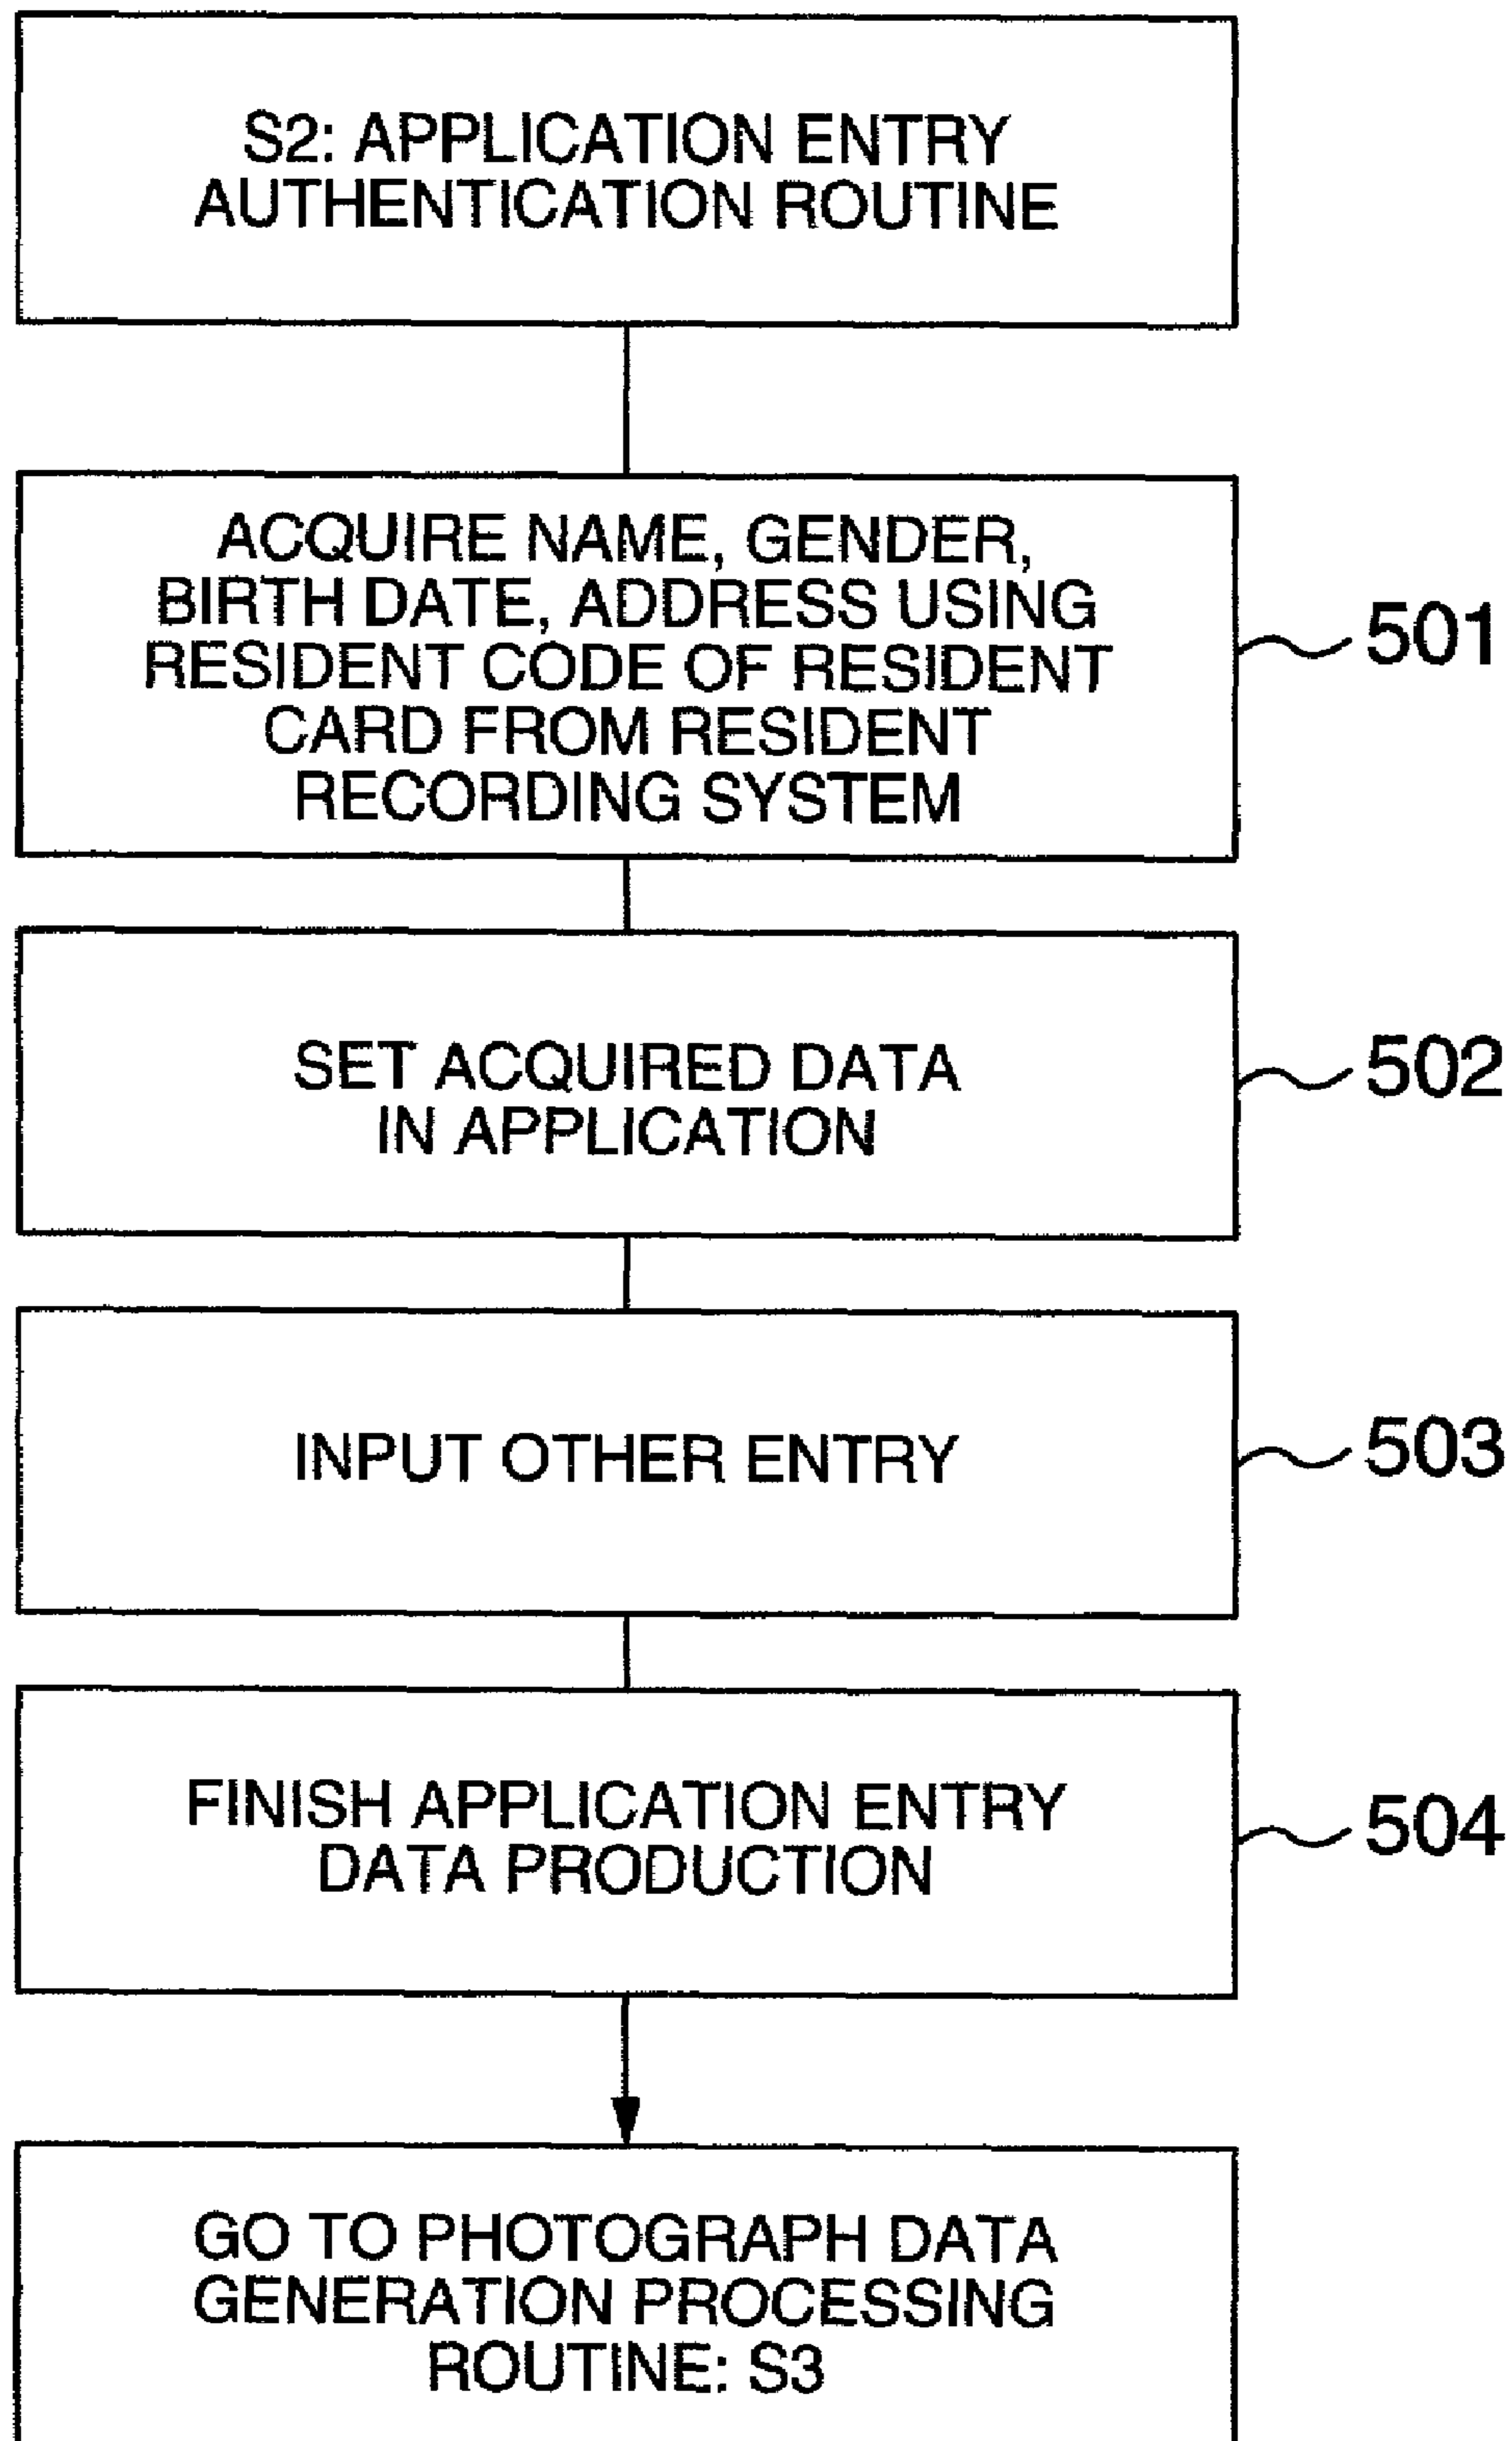 S2: APPLICATION ENTRY
AUTHENTICATION ROUTINE
ACQUIRE NAME, GENDER,
BIRTH DATE, ADDRESS USING
RESIDENT CODE OF RESIDENT
CARD FROM RESIDENT
RECORDING SYSTEM
501
SET ACQUIRED DATA
IN APPLICATION
502
INPUT OTHER ENTRY
503
FINISH APPLICATION ENTRY
DATA PRODUCTION
504
GO TO PHOTOGRAPH DATA
GENERATION PROCESSING
ROUTINE: S3